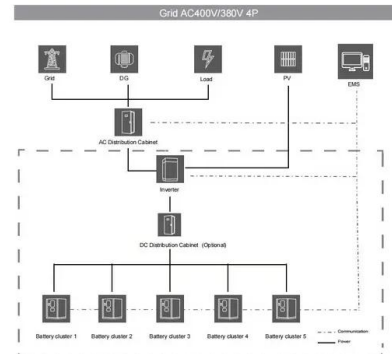 Grid AC400V/380V 4P
Grid
DG
Load
PV
EMS
AC Distribution Cabinet
Inverter
DC Distribution Cabinet (Optional)
Battery cluster 1
Battery cluster 2
Battery cluster 3
Battery cluster 4
Battery cluster 5
Communication
Power